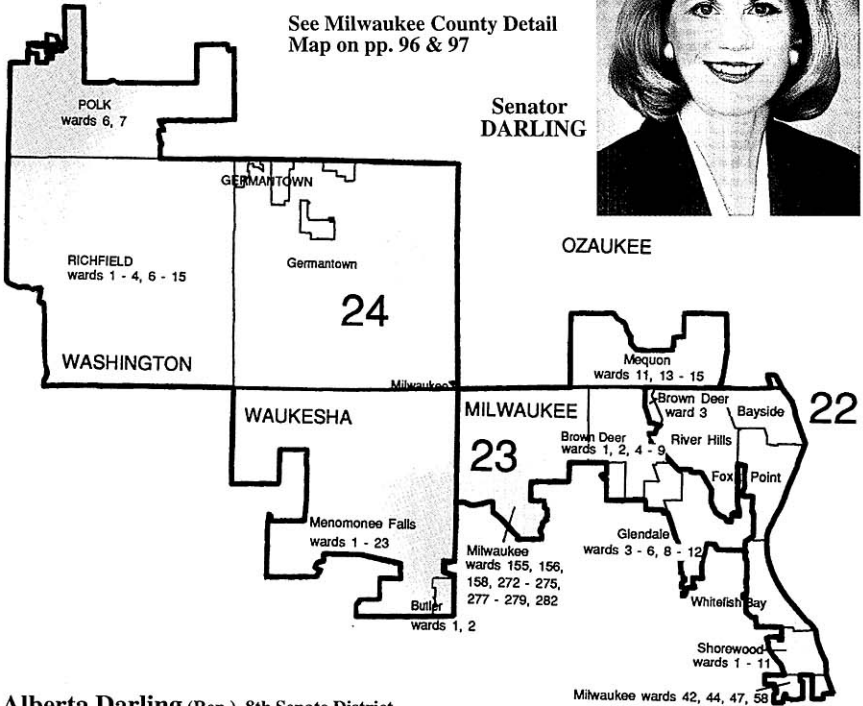 See Milwaukee County Detail
Map on pp. 96 & 97
Senator
DARLING
POLK
wards 6, 7
GERMANTOWN
OZAUKEE
RICHFIELD
wards 1 - 4, 6 - 15
Germantown
24
WASHINGTON
Mequon
wards 11, 13 - 15
Milwaukee
WAUKESHA
MILWAUKEE
23
Brown Deer
ward 3
Bayside
22
Brown Deer
wards 1, 2, 4 - 9
River Hills
Fox Point
Menomonee Falls
wards 1 - 23
Milwaukee
wards 155, 156,
158, 272 - 275,
277 - 279, 282
Glendale
wards 3 - 6, 8 - 12
Butler
wards 1, 2
Whitefish Bay
Shorewood
wards 1 - 11
Milwaukee wards 42, 44, 47, 58
Alberta Darling (Rep.), 8th Senate District